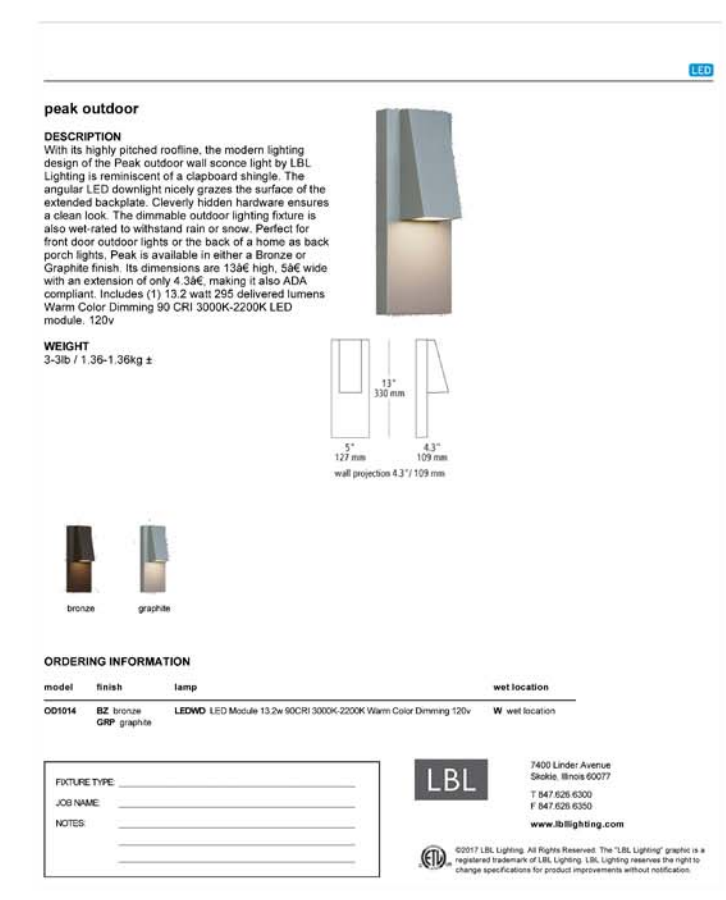 LED
peak outdoor
DESCRIPTION
With its highly pitched roofline, the modern lighting
design of the Peak outdoor wall sconce light by LBL
Lighting is reminiscent of a clapboard shingle. The
angular LED downlight nicely grazes the surface of the
extended backplate. Cleverly hidden hardware ensures
a clean look. The dimmable outdoor lighting fixture is
also wet-rated to withstand rain or snow. Perfect for
front door outdoor lights or the back of a home as back
porch lights, Peak is available in either a Bronze or
Graphite finish. Its dimensions are 13â€ high, 5â€ wide
with an extension of only 4.3â€, making it also ADA
compliant. Includes (1) 13.2 watt 295 delivered lumens
Warm Color Dimming 90 CRI 3000K-2200K LED
module. 120v
WEIGHT
3-3lb / 1.36-1.36kg ±
13"
330 mm
5"
127 mm
4.3"
109 mm
wall projection 4.3"/ 109 mm
bronze
graphite
ORDERING INFORMATION
model finish lamp wet location
OD1014 BZ bronze LEDWD LED Module 13.2w 90CRI 3000K-2200K Warm Color Dimming 120v W wet location
GRP graphite
FIXTURE TYPE:
JOB NAME:
NOTES:
LBL
7400 Linder Avenue
Skokie, Illinois 60077
T 847.626.6300
F 847.626.6350
www.lbllighting.com
ETL
©2017 LBL Lighting. All Rights Reserved. The "LBL Lighting" graphic is a
registered trademark of LBL Lighting. LBL Lighting reserves the right to
change specifications for product improvements without notification.